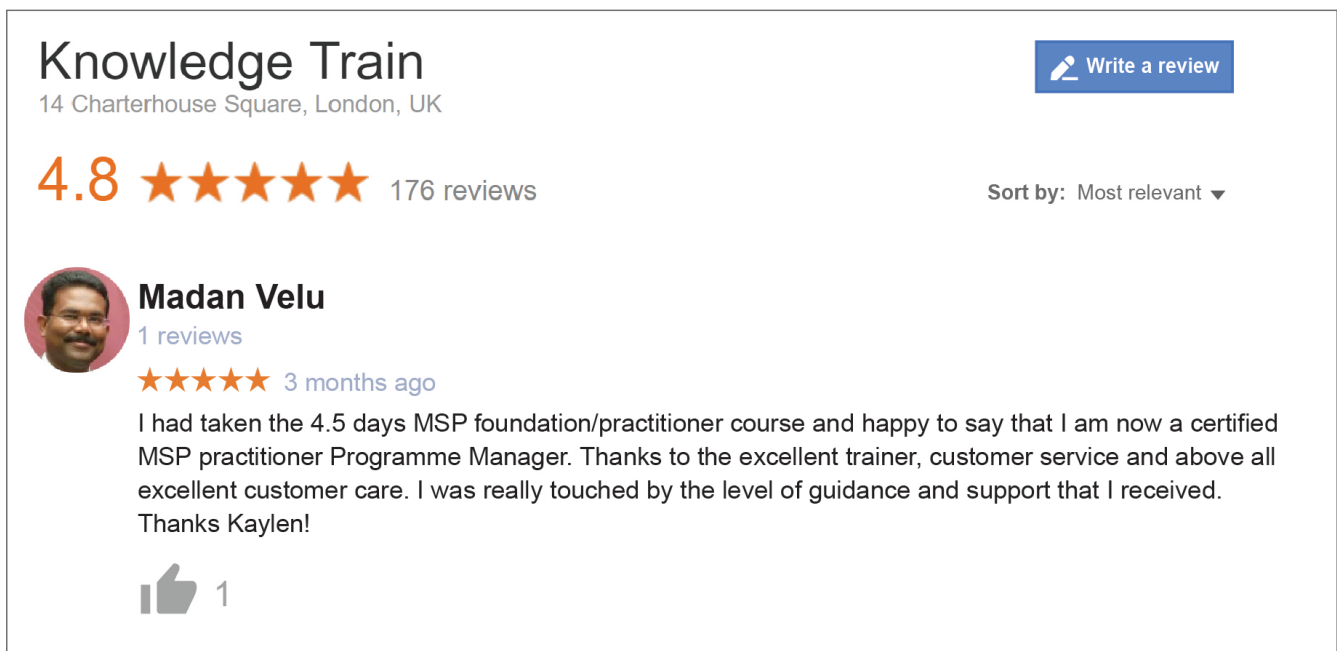 Knowledge Train
Write a review
14 Charterhouse Square, London, UK
4.8 176 reviews
Sort by: Most relevant
Madan Velu
1 reviews
3 months ago
I had taken the 4.5 days MSP foundation/practitioner course and happy to say that I am now a certified
MSP practitioner Programme Manager. Thanks to the excellent trainer, customer service and above all
excellent customer care. I was really touched by the level of guidance and support that I received.
Thanks Kaylen!
1